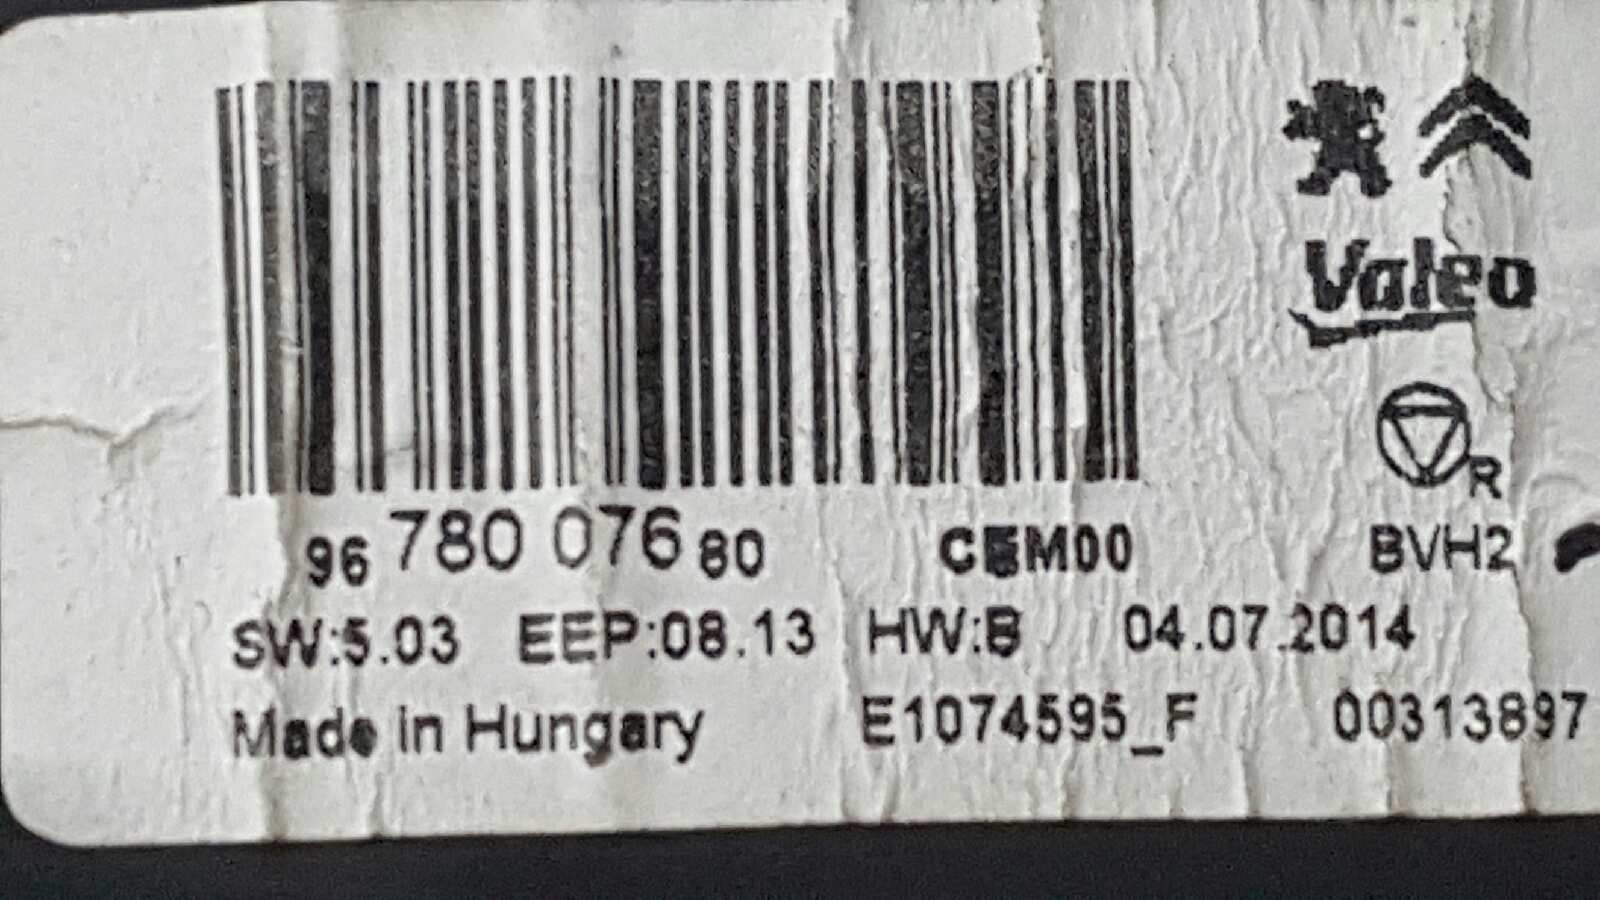 Valeo
R
96 780 076 80 CEM00 BVH2
SW:5.03 EEP:08.13 HW:B 04.07.2014
Made in Hungary E1074595_F 00313897